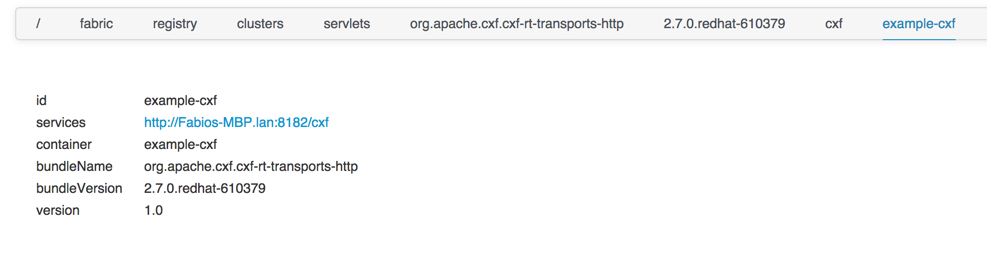 / fabric registry clusters servlets org.apache.cxf.cxf-rt-transports-http 2.7.0.redhat-610379 cxf example-cxf
id example-cxf
services http://Fabios-MBP.lan:8182/cxf
container example-cxf
bundleName org.apache.cxf.cxf-rt-transports-http
bundleVersion 2.7.0.redhat-610379
version 1.0